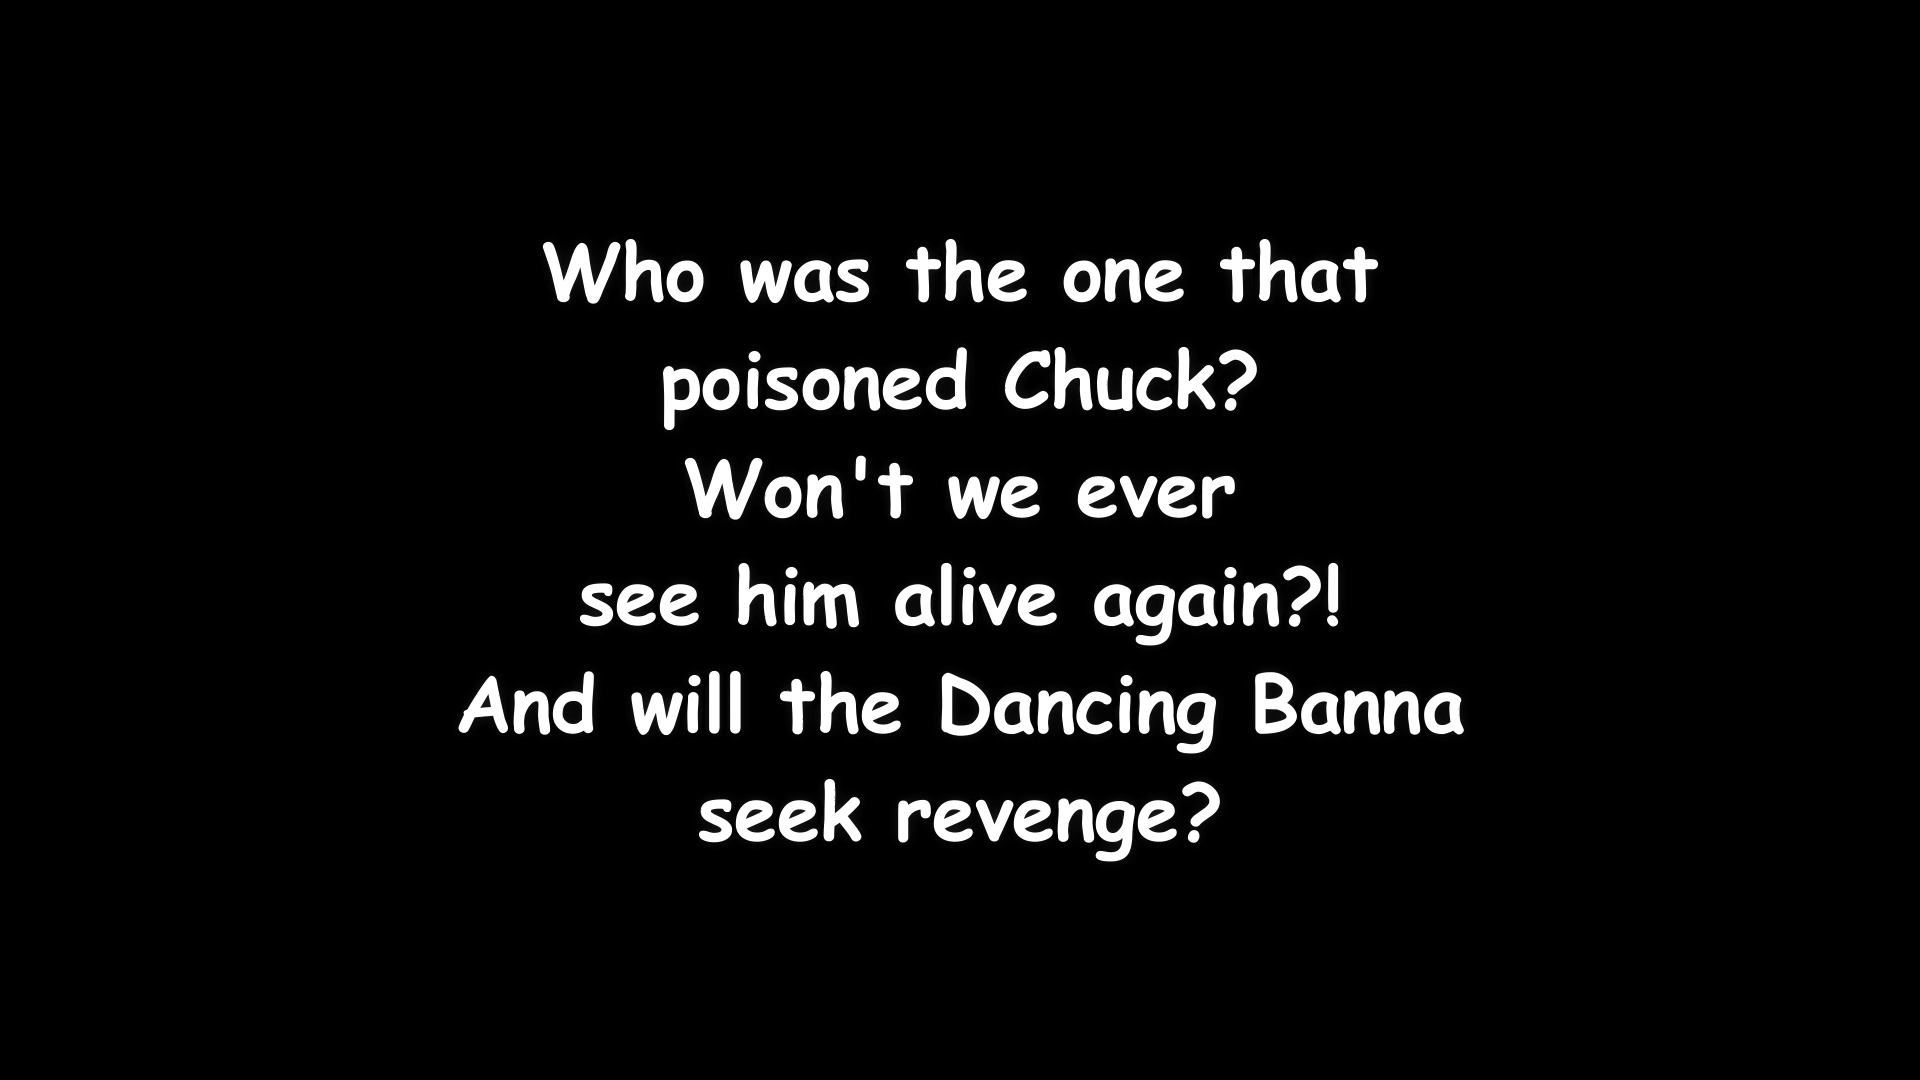 Who was the one that
poisoned Chuck?
Won't we ever
see him alive again?!
And will the Dancing Banna
seek revenge?